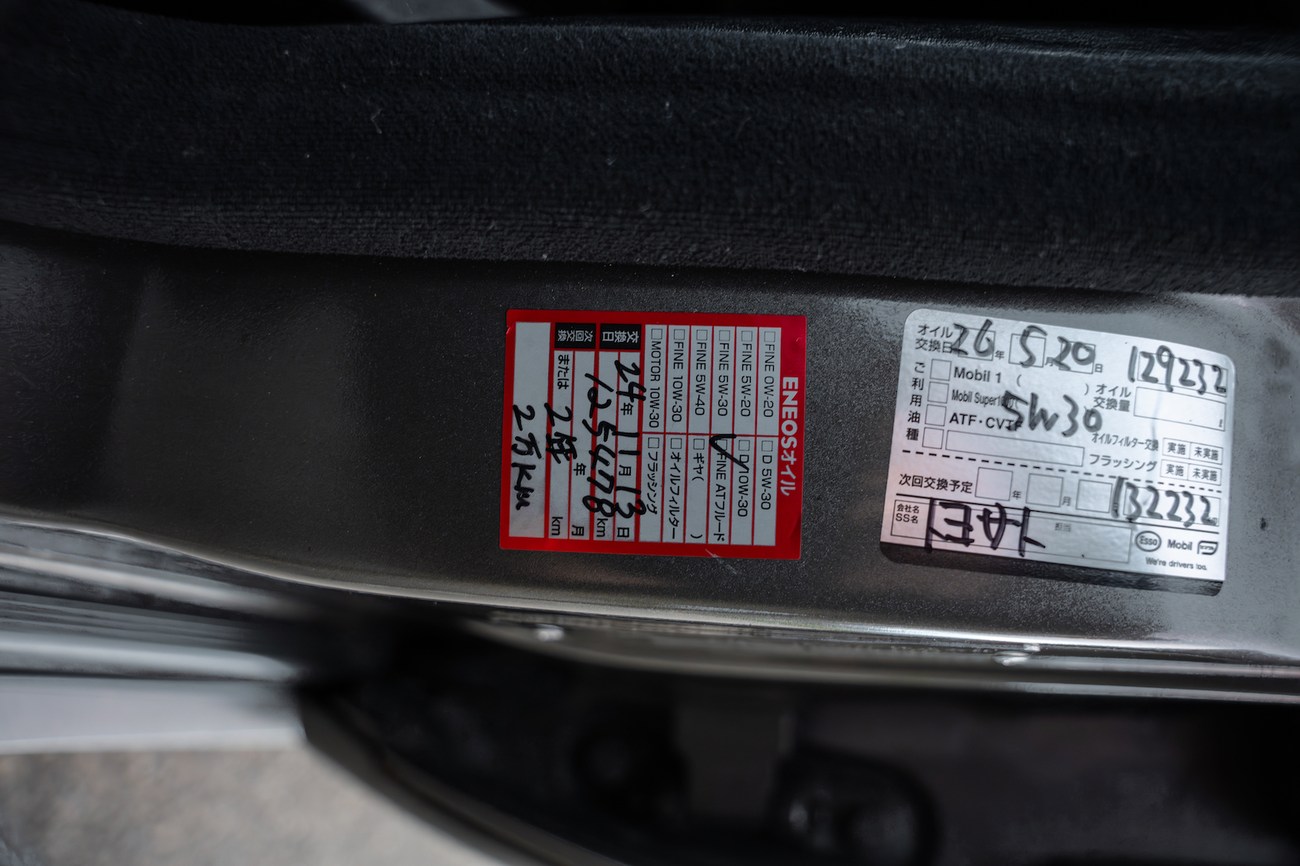 ENEOSオイル
□FINE 0W-20 □D 5W-30
□FINE 5W-20 □D 10W-30
□FINE 5W-30 ✓FINE ATフルード
□FINE 5W-40 □ギヤ( )
□FINE 10W-30 □オイルフィルター
□MOTOR 10W-30 □フラッシング
交換日 24年 11月 13日
125408km
次回交換 2年 年 月
または 2万km km
オイル交換日 26年 5月 20日 129232
ご利用油種
□Mobil 1 ( ) オイル交換量 ℓ
□Mobil Super1000
5W30
□ATF・CVTF
オイルフィルター交換 実施 未実施
フラッシング 実施 未実施
次回交換予定 年 月 132232
会社名
SS名
担当
Esso Mobil
We're drivers too.